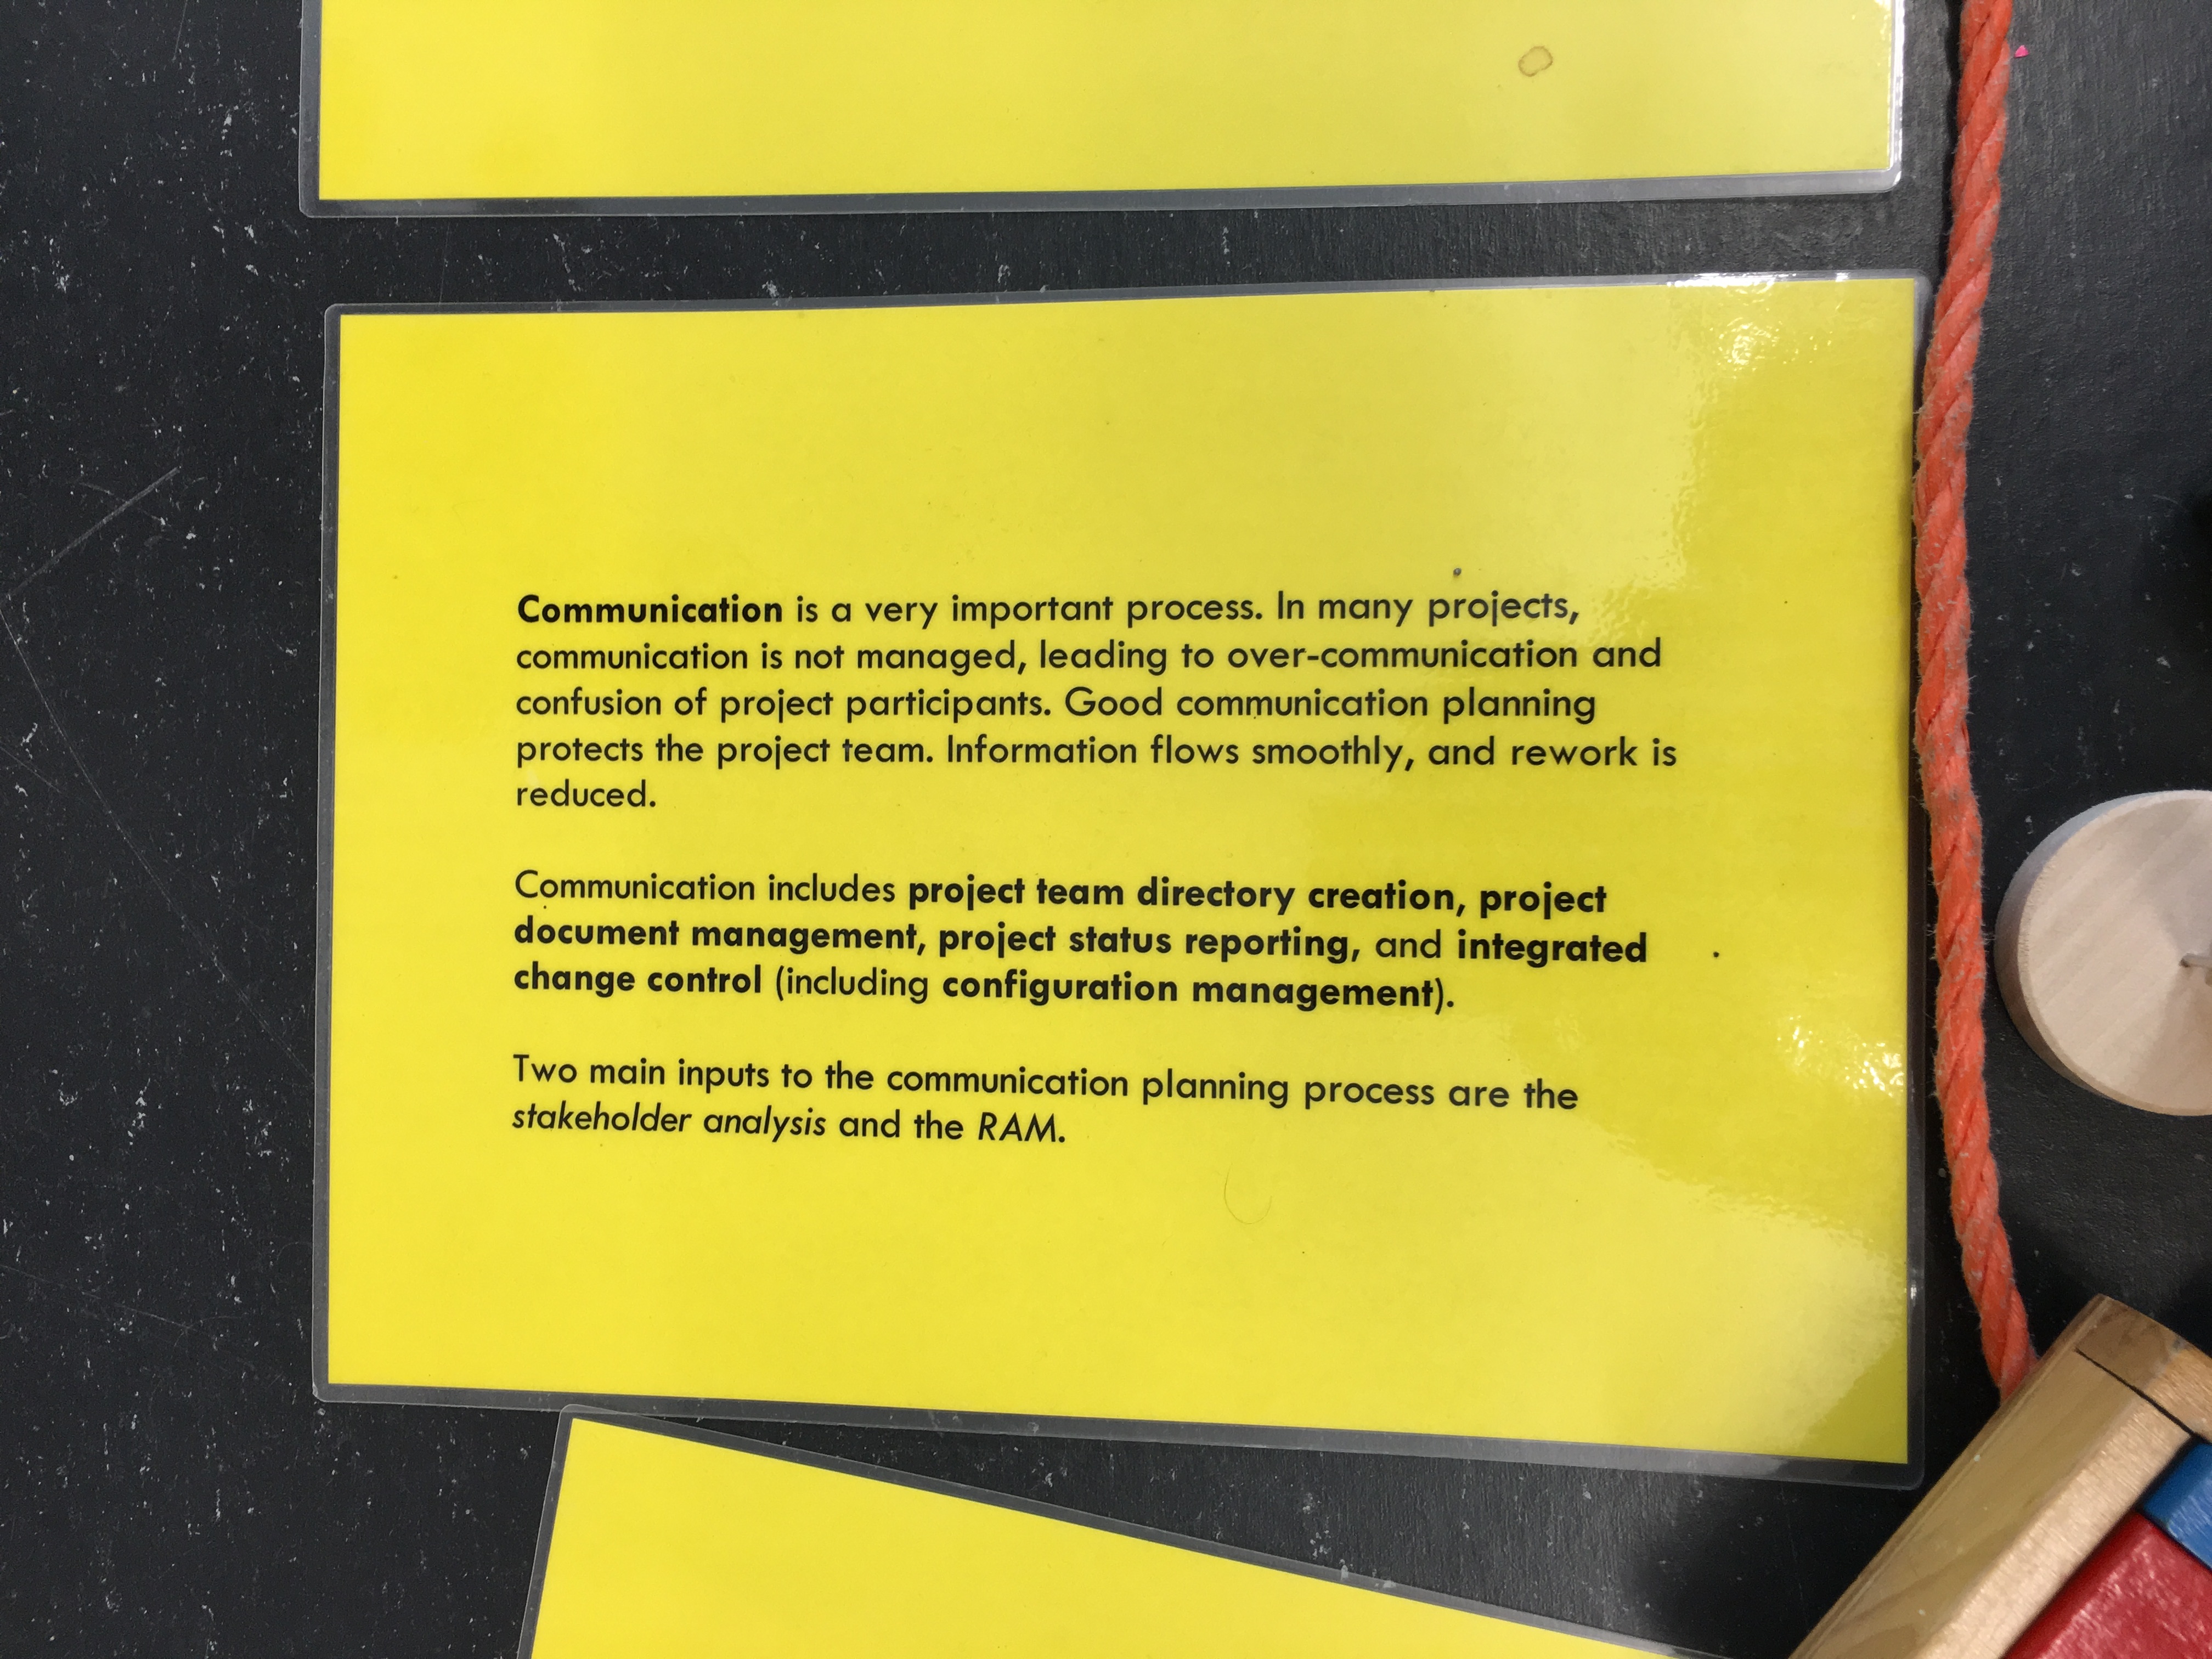 Communication is a very important process. In many projects,
communication is not managed, leading to over-communication and
confusion of project participants. Good communication planning
protects the project team. Information flows smoothly, and rework is
reduced.
Communication includes project team directory creation, project
document management, project status reporting, and integrated
change control (including configuration management).
Two main inputs to the communication planning process are the
stakeholder analysis and the RAM.